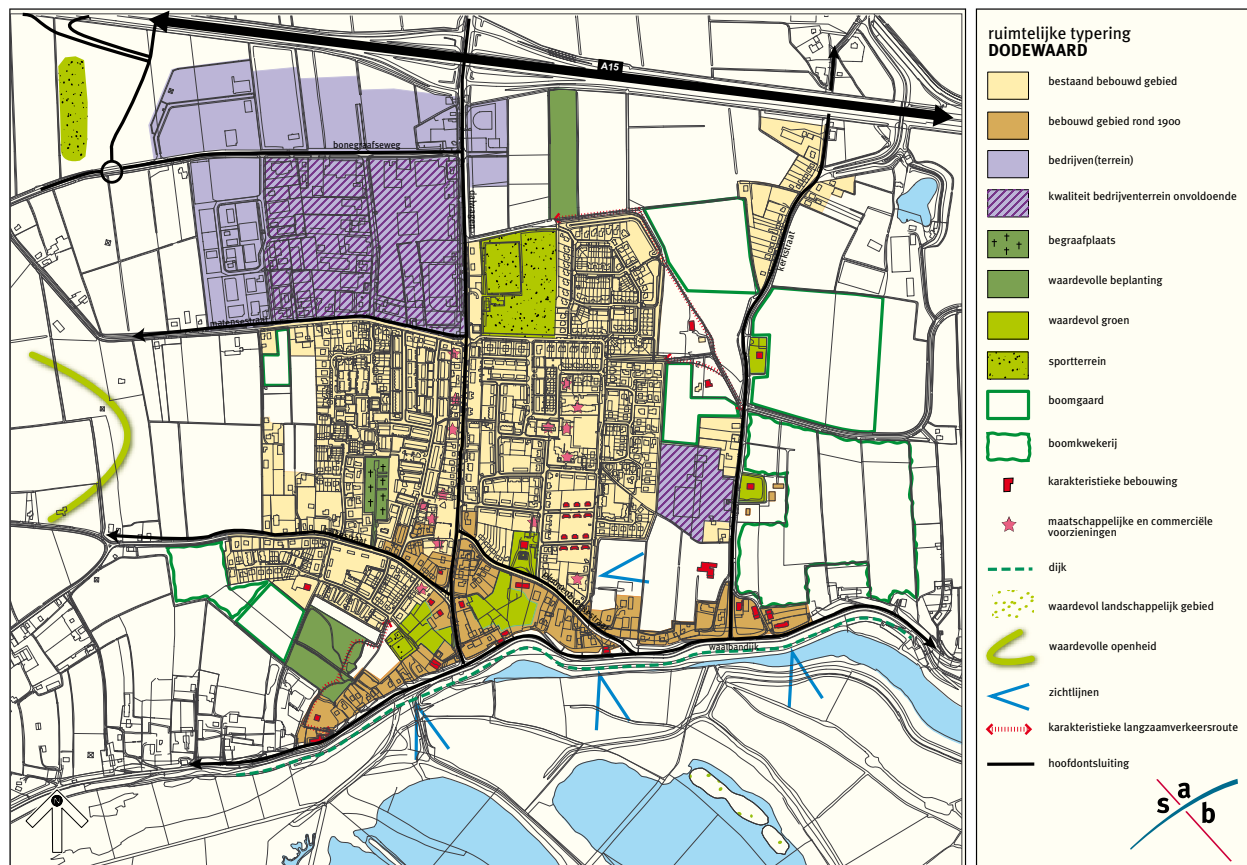 A15
bonegraafseweg
dalwagen
kerkstraat
waalbandijk
N
ruimtelijke typering
DODEWAARD
bestaand bebouwd gebied
bebouwd gebied rond 1900
bedrijven(terrein)
kwaliteit bedrijventerrein onvoldoende
begraafplaats
waardevolle beplanting
waardevol groen
sportterrein
boomgaard
boomkwekerij
karakteristieke bebouwing
maatschappelijke en commerciële
voorzieningen
dijk
waardevol landschappelijk gebied
waardevolle openheid
zichtlijnen
karakteristieke langzaamverkeersroute
hoofdontsluiting
s a b